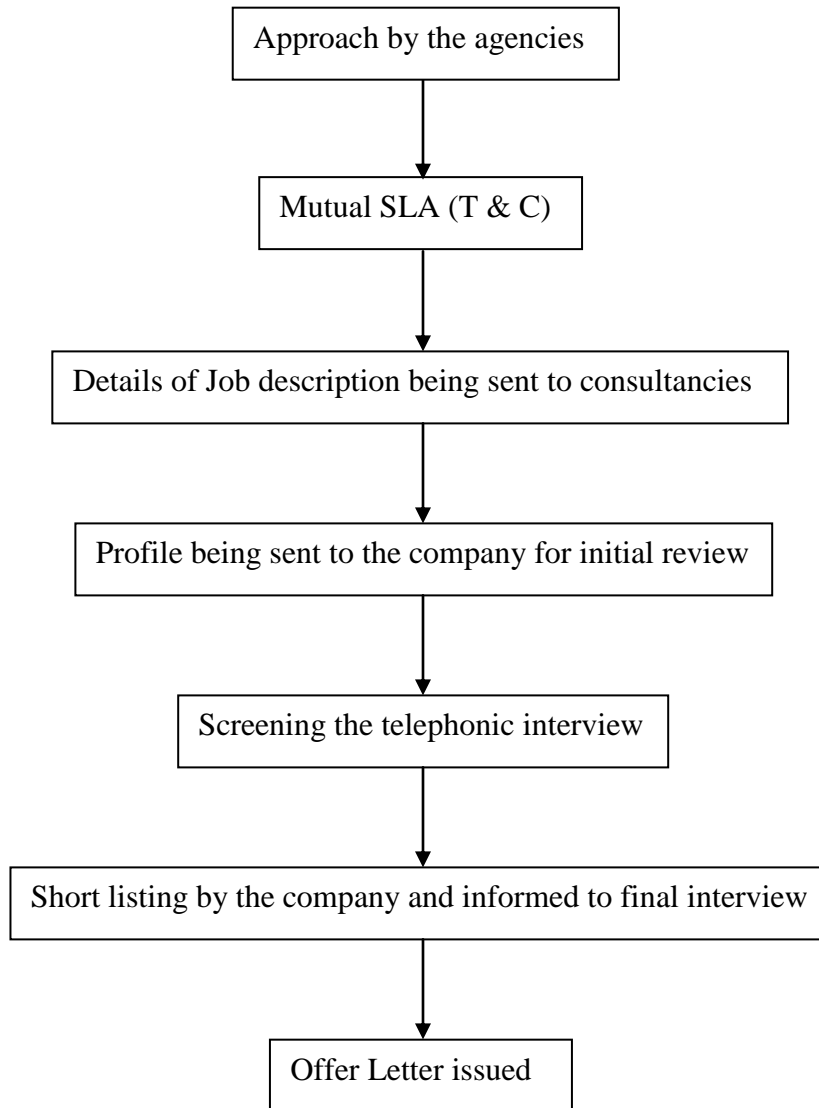 Approach by the agencies
Mutual SLA (T & C)
Details of Job description being sent to consultancies
Profile being sent to the company for initial review
Screening the telephonic interview
Short listing by the company and informed to final interview
Offer Letter issued